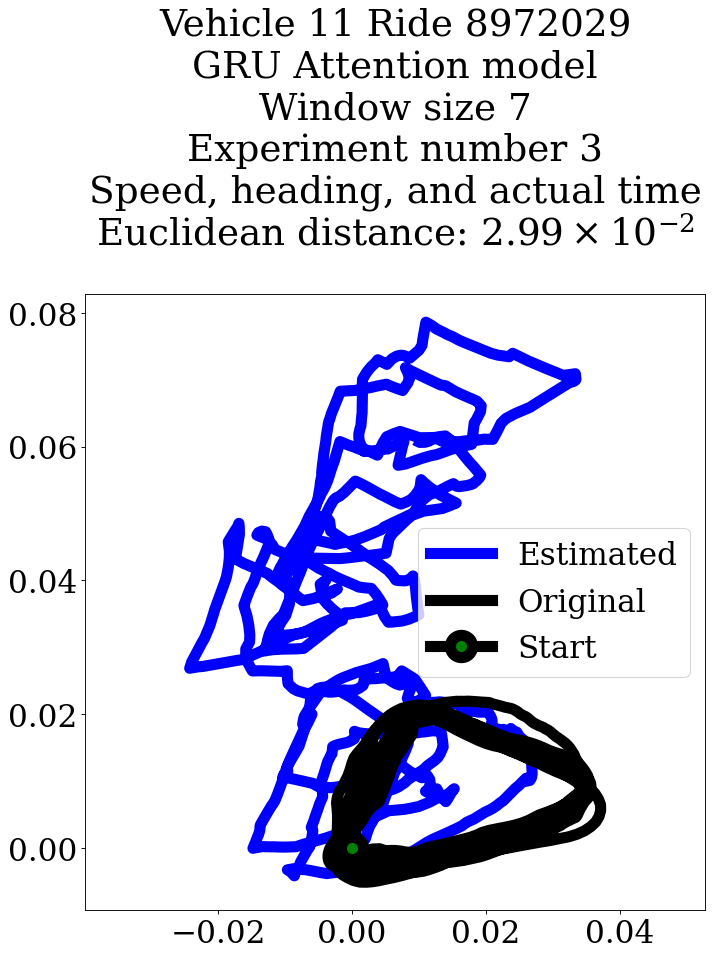 Vehicle 11 Ride 8972029
GRU Attention model
Window size 7
Experiment number 3
Speed, heading, and actual time
Euclidean distance: 2.99 × 10⁻²
0.08
0.06
0.04
0.02
0.00
Estimated
Original
Start
−0.02 0.00 0.02 0.04